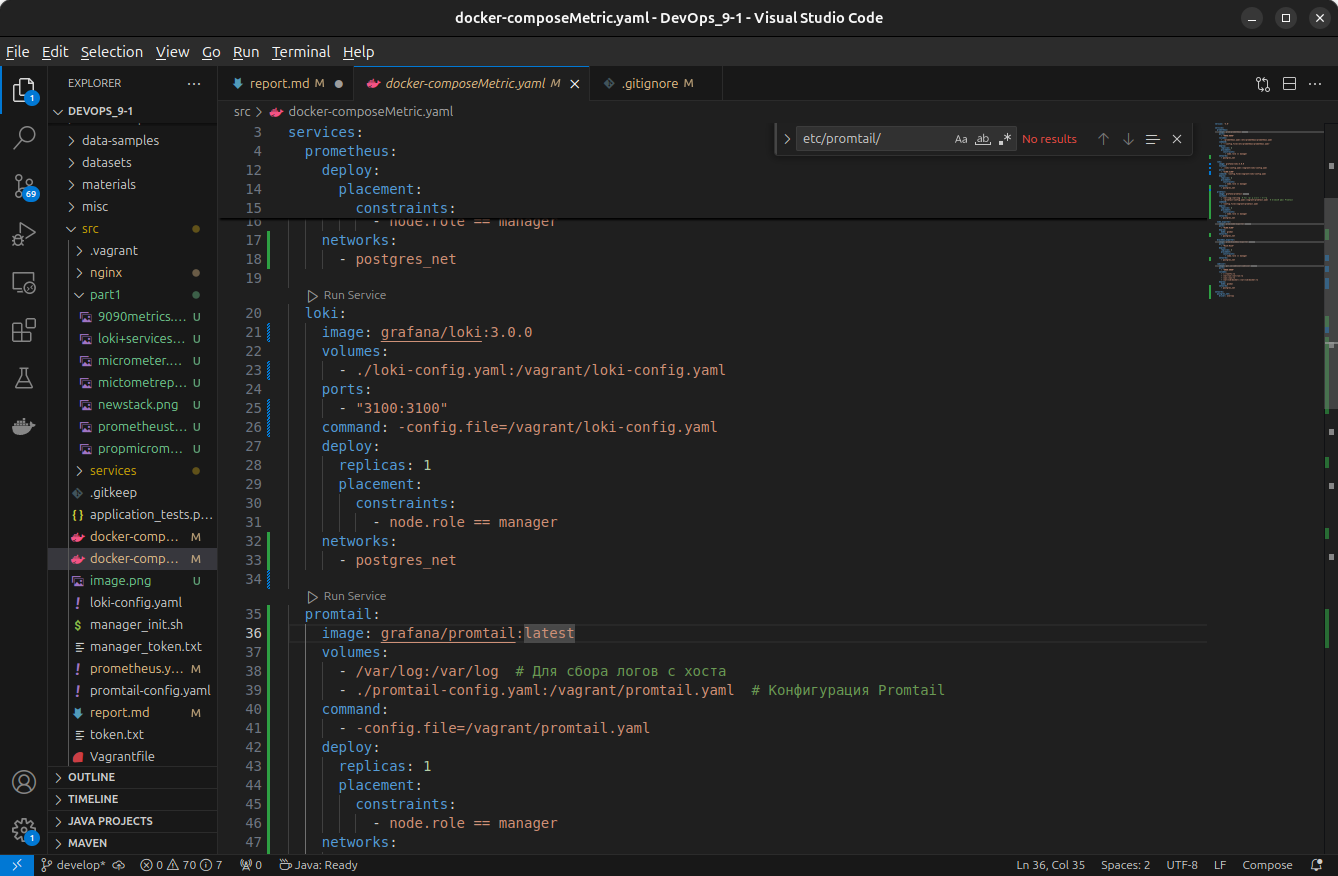 docker-composeMetric.yaml - DevOps_9-1 - Visual Studio Code
File Edit Selection View Go Run Terminal Help
EXPLORER
DEVOPS_9-1
data-samples
datasets
materials
misc
src
.vagrant
nginx
part1
9090metrics.... U
loki+services... U
micrometer.... U
mictometrep... U
newstack.png U
prometheust... U
propmicrom... U
services
.gitkeep
application_tests.p...
docker-comp... M
docker-comp... M
image.png U
loki-config.yaml
manager_init.sh
manager_token.txt
prometheus.y... M
promtail-config.yaml
report.md M
token.txt
Vagrantfile
OUTLINE
TIMELINE
JAVA PROJECTS
MAVEN
report.md M
docker-composeMetric.yaml M
.gitignore M
src > docker-composeMetric.yaml
etc/promtail/ Aa ab .* No results
3 services:
4 prometheus:
12 deploy:
14 placement:
15 constraints:
16 - node.role == manager
17 networks:
18 - postgres_net
19
Run Service
20 loki:
21 image: grafana/loki:3.0.0
22 volumes:
23 - ./loki-config.yaml:/vagrant/loki-config.yaml
24 ports:
25 - "3100:3100"
26 command: -config.file=/vagrant/loki-config.yaml
27 deploy:
28 replicas: 1
29 placement:
30 constraints:
31 - node.role == manager
32 networks:
33 - postgres_net
34
Run Service
35 promtail:
36 image: grafana/promtail:latest
37 volumes:
38 - /var/log:/var/log # Для сбора логов с хоста
39 - ./promtail-config.yaml:/vagrant/promtail.yaml # Конфигурация Promtail
40 command:
41 - -config.file=/vagrant/promtail.yaml
42 deploy:
43 replicas: 1
44 placement:
45 constraints:
46 - node.role == manager
47 networks:
1
69
1
develop* 0 70 7 0 Java: Ready Ln 36, Col 35 Spaces: 2 UTF-8 LF Compose